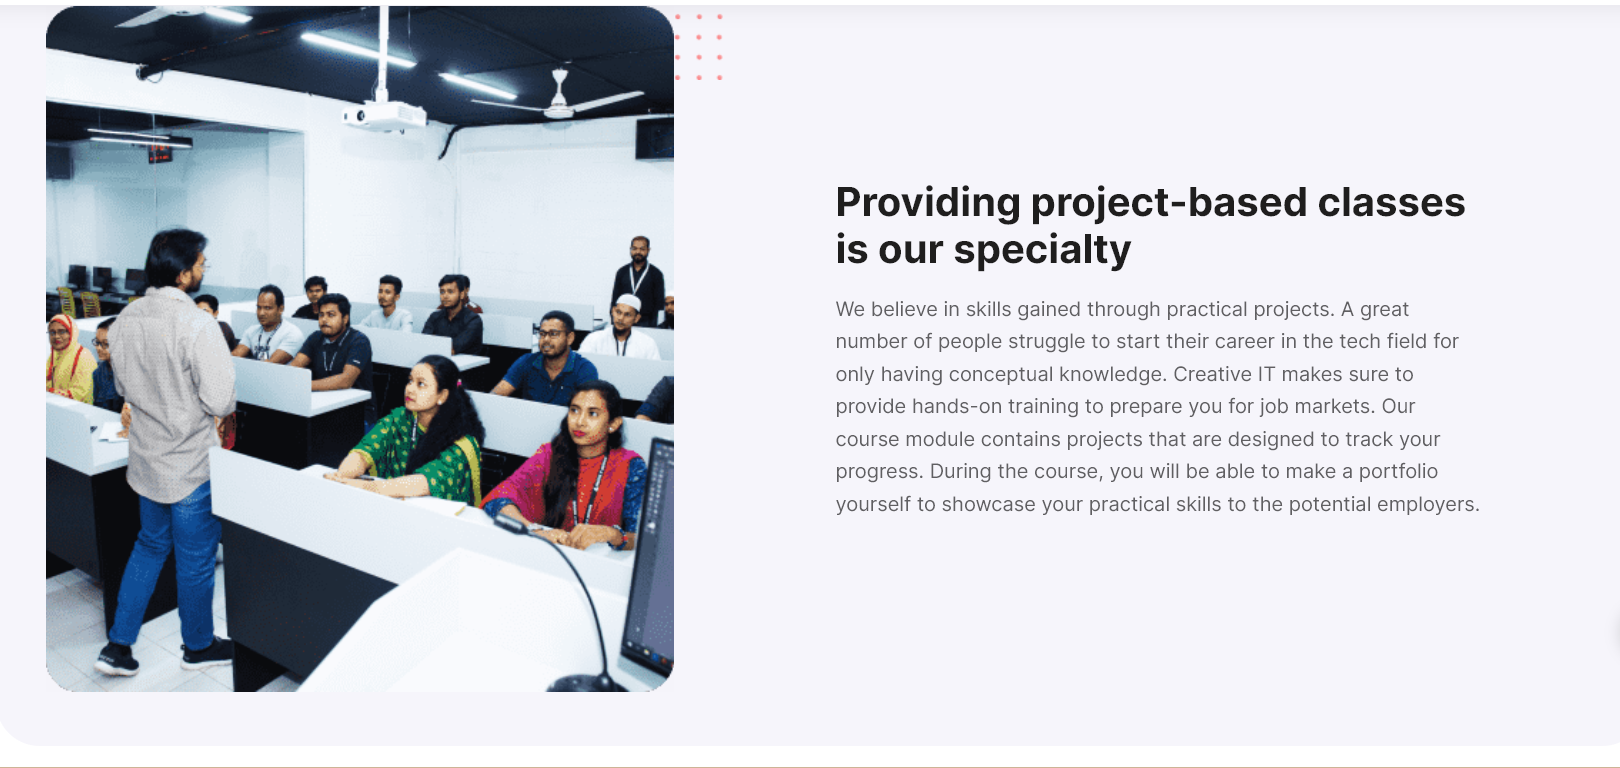 Providing project-based classes
is our specialty
We believe in skills gained through practical projects. A great
number of people struggle to start their career in the tech field for
only having conceptual knowledge. Creative IT makes sure to
provide hands-on training to prepare you for job markets. Our
course module contains projects that are designed to track your
progress. During the course, you will be able to make a portfolio
yourself to showcase your practical skills to the potential employers.